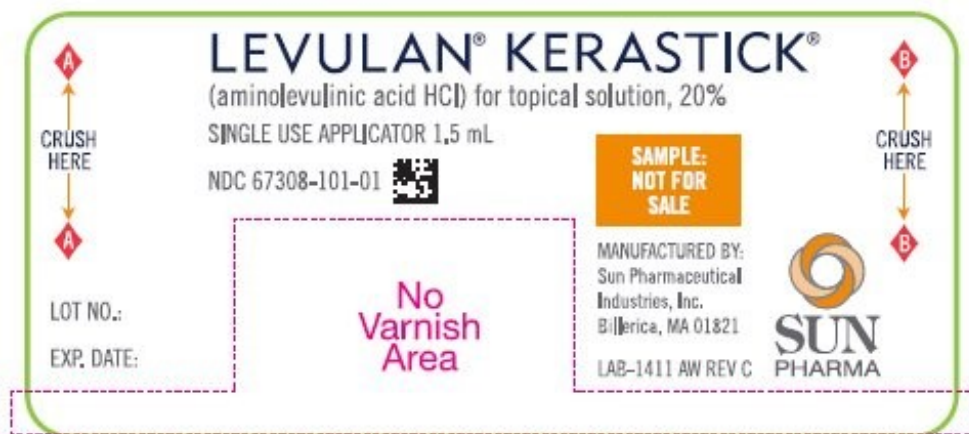 LEVULAN® KERASTICK®
(aminolevulinic acid HCl) for topical solution, 20%
SINGLE USE APPLICATOR 1.5 mL
NDC 67308-101-01
A
CRUSH
HERE
A
B
CRUSH
HERE
B
SAMPLE:
NOT FOR
SALE
No
Varnish
Area
LOT NO.:
EXP. DATE:
MANUFACTURED BY:
Sun Pharmaceutical
Industries, Inc.
Billerica, MA 01821
LAB-1411 AW REV C
SUN
PHARMA